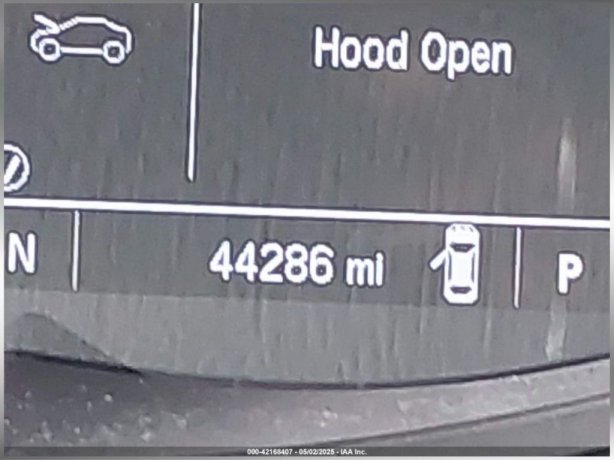 Hood Open
N 44286 mi P
000-42168407 - 05/02/2025 - IAA Inc.